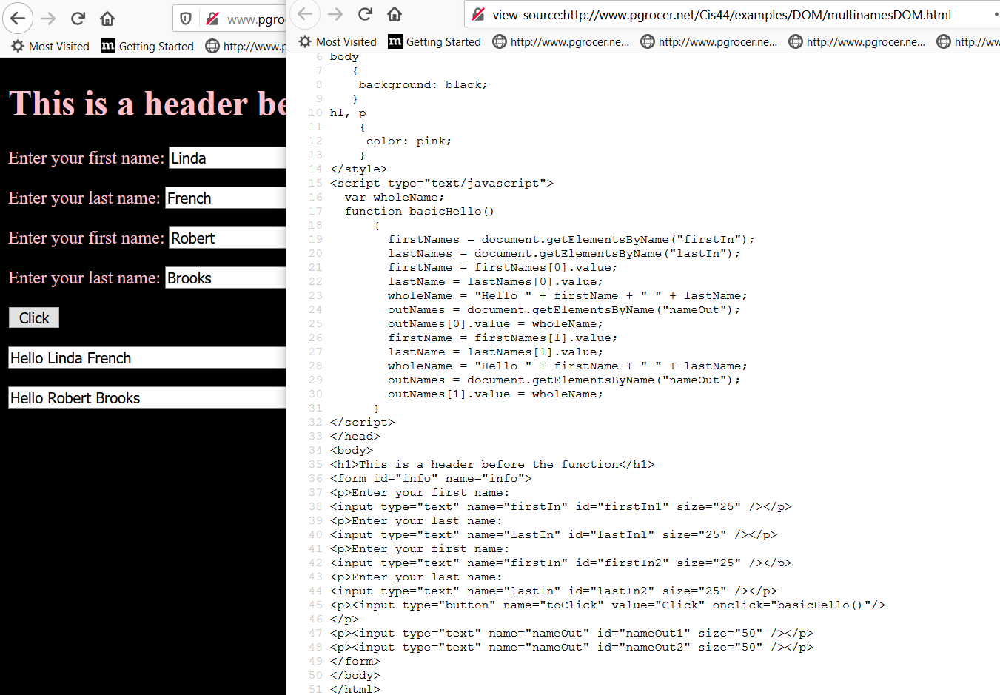 www.pgro
Most Visited
Getting Started
http://www.p
This is a header be
Enter your first name: Linda
Enter your last name: French
Enter your first name: Robert
Enter your last name: Brooks
Click
Hello Linda French
Hello Robert Brooks
view-source:http://www.pgrocer.net/Cis44/examples/DOM/multinamesDOM.html
Most Visited
Getting Started
http://www.pgrocer.ne...
http://www.pgrocer.ne...
http://www.pgrocer.ne...
http://ww
6 body
7 {
8 background: black;
9 }
10 h1, p
11 {
12 color: pink;
13 }
14 </style>
15 <script type="text/javascript">
16 var wholeName;
17 function basicHello()
18 {
19 firstNames = document.getElementsByName("firstIn");
20 lastNames = document.getElementsByName("lastIn");
21 firstName = firstNames[0].value;
22 lastName = lastNames[0].value;
23 wholeName = "Hello " + firstName + " " + lastName;
24 outNames = document.getElementsByName("nameOut");
25 outNames[0].value = wholeName;
26 firstName = firstNames[1].value;
27 lastName = lastNames[1].value;
28 wholeName = "Hello " + firstName + " " + lastName;
29 outNames = document.getElementsByName("nameOut");
30 outNames[1].value = wholeName;
31 }
32 </script>
33 </head>
34 <body>
35 <h1>This is a header before the function</h1>
36 <form id="info" name="info">
37 <p>Enter your first name:
38 <input type="text" name="firstIn" id="firstIn1" size="25" /></p>
39 <p>Enter your last name:
40 <input type="text" name="lastIn" id="lastIn1" size="25" /></p>
41 <p>Enter your first name:
42 <input type="text" name="firstIn" id="firstIn2" size="25" /></p>
43 <p>Enter your last name:
44 <input type="text" name="lastIn" id="lastIn2" size="25" /></p>
45 <p><input type="button" name="toClick" value="Click" onclick="basicHello()"/>
46 </p>
47 <p><input type="text" name="nameOut" id="nameOut1" size="50" /></p>
48 <p><input type="text" name="nameOut" id="nameOut2" size="50" /></p>
49 </form>
50 </body>
51 </html>